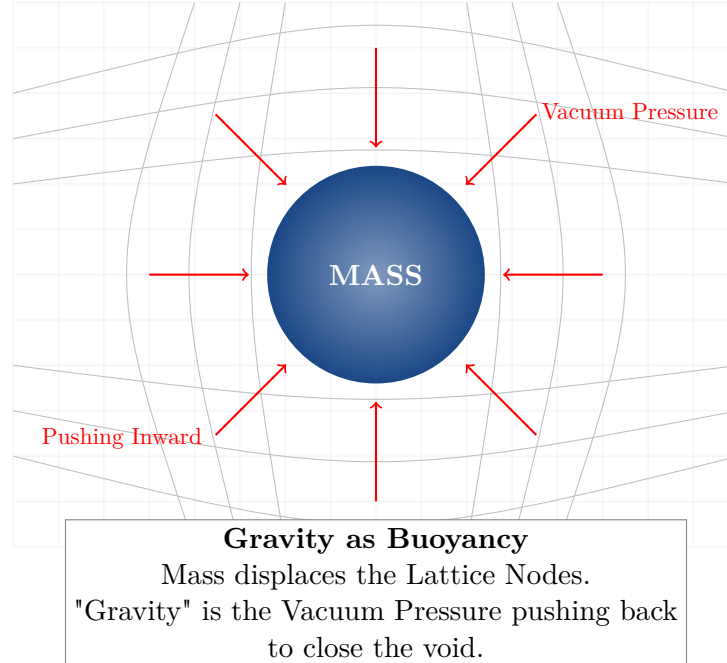 Vacuum Pressure
MASS
Pushing Inward
Gravity as Buoyancy
Mass displaces the Lattice Nodes.
"Gravity" is the Vacuum Pressure pushing back
to close the void.